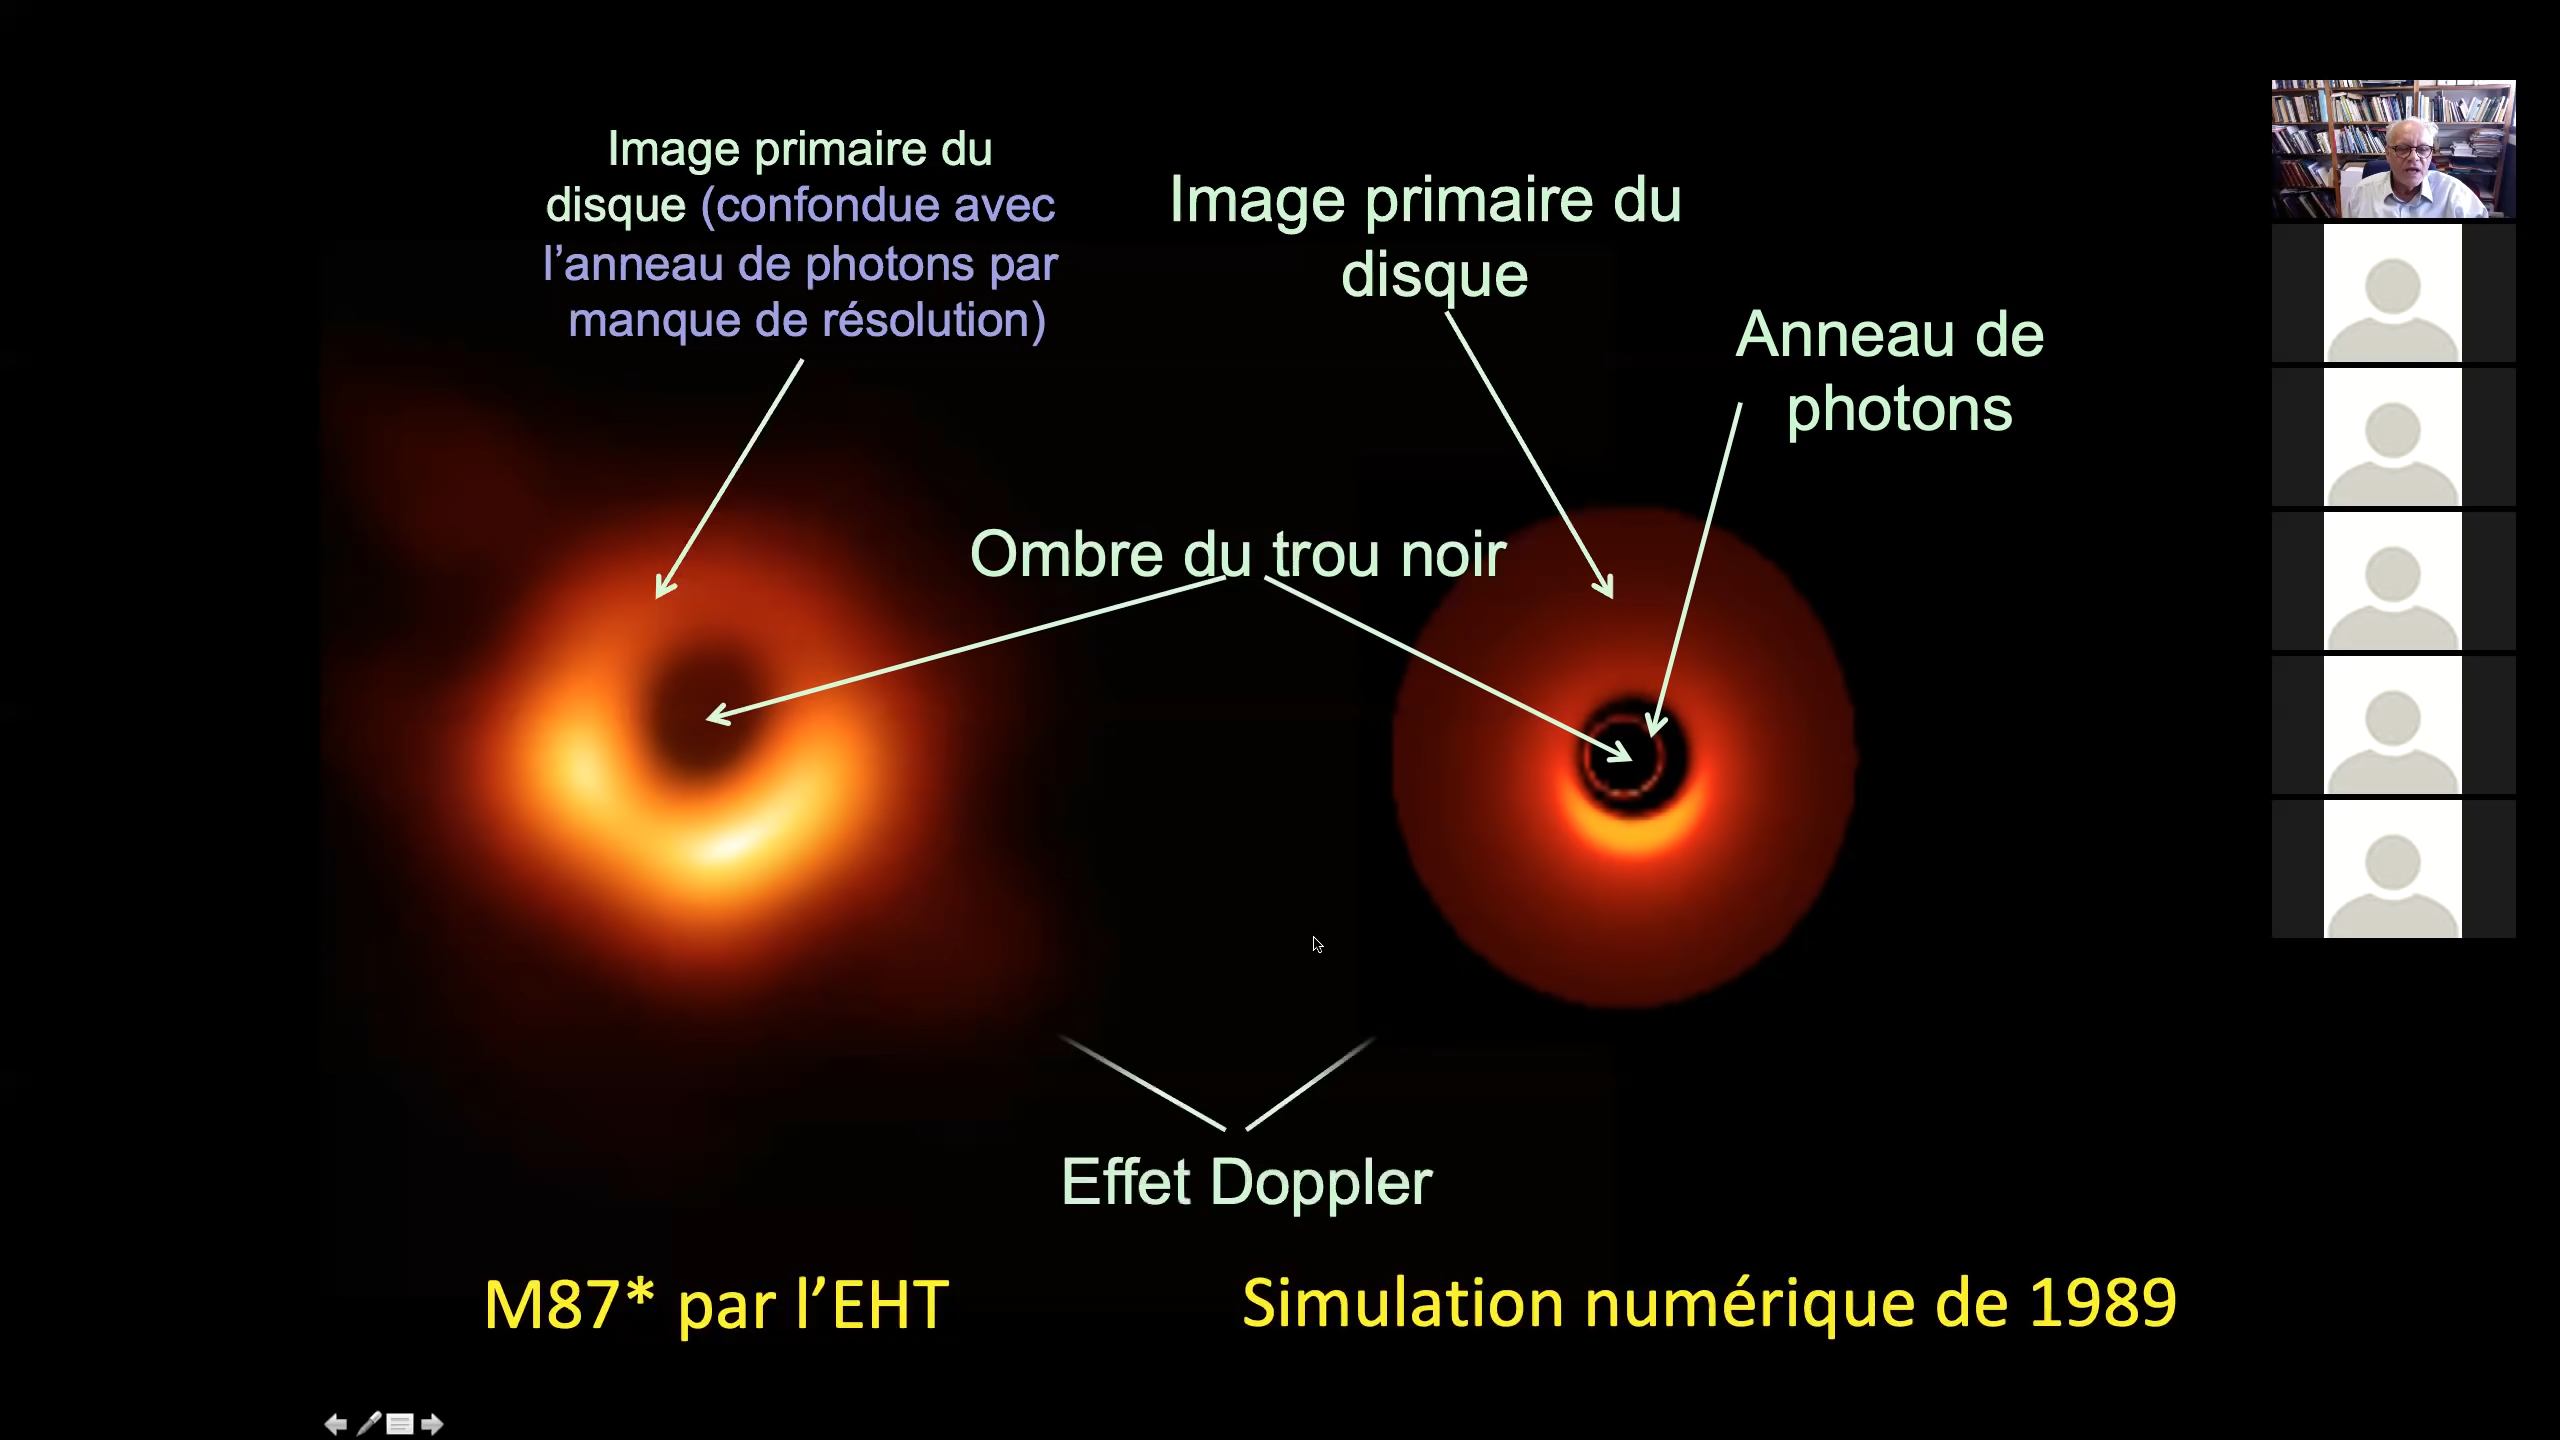 Image primaire du
disque (confondue avec
l’anneau de photons par
manque de résolution)
Image primaire du
disque
Anneau de
photons
Ombre du trou noir
Effet Doppler
M87* par l’EHT
Simulation numérique de 1989